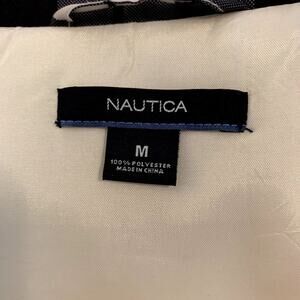 NAUTICA
M
100% POLYESTER
MADE IN CHINA